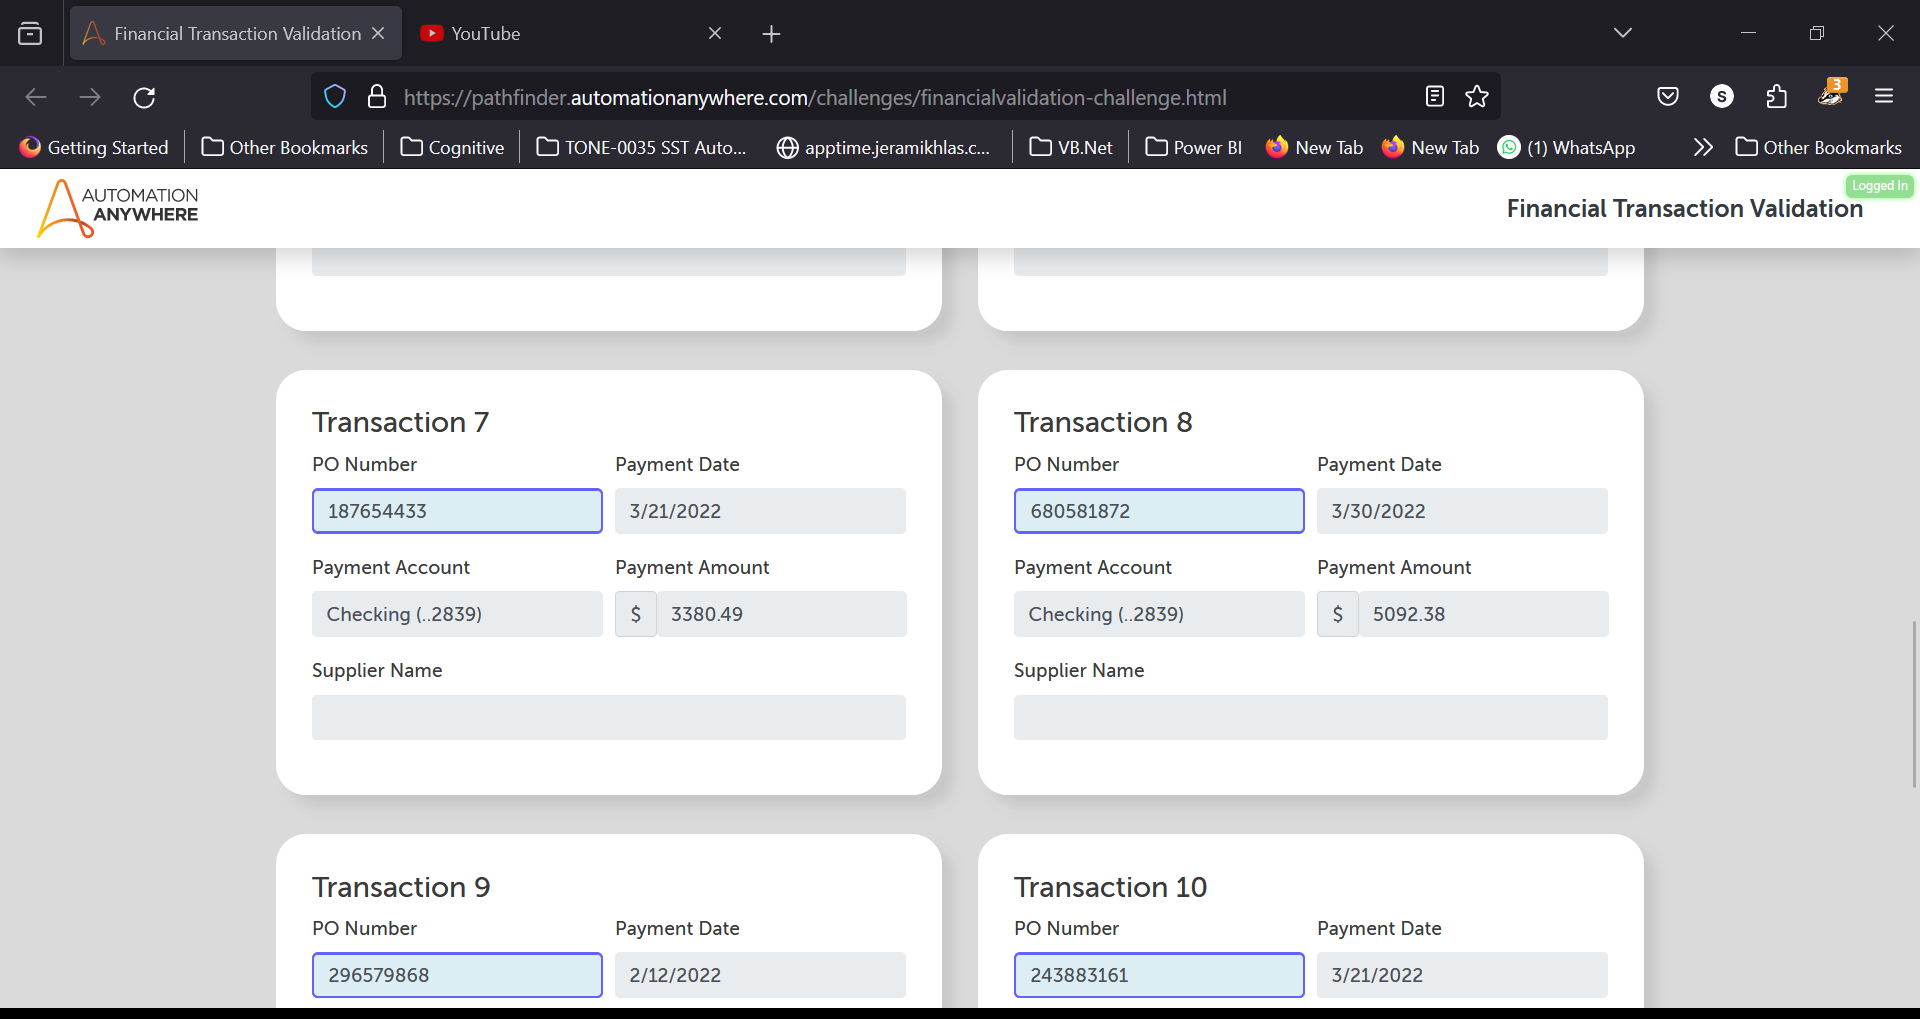 Financial Transaction Validation
YouTube
https://pathfinder.automationanywhere.com/challenges/financialvalidation-challenge.html
S
3
Getting Started
Other Bookmarks
Cognitive
TONE-0035 SST Auto...
apptime.jeramikhlas.c...
VB.Net
Power BI
New Tab
New Tab
(1) WhatsApp
Other Bookmarks
AUTOMATION
ANYWHERE
Logged In
Financial Transaction Validation
Transaction 7
PO Number
Payment Date
187654433
3/21/2022
Payment Account
Payment Amount
Checking (..2839)
$ 3380.49
Supplier Name
Transaction 8
PO Number
Payment Date
680581872
3/30/2022
Payment Account
Payment Amount
Checking (..2839)
$ 5092.38
Supplier Name
Transaction 9
PO Number
Payment Date
296579868
2/12/2022
Transaction 10
PO Number
Payment Date
243883161
3/21/2022